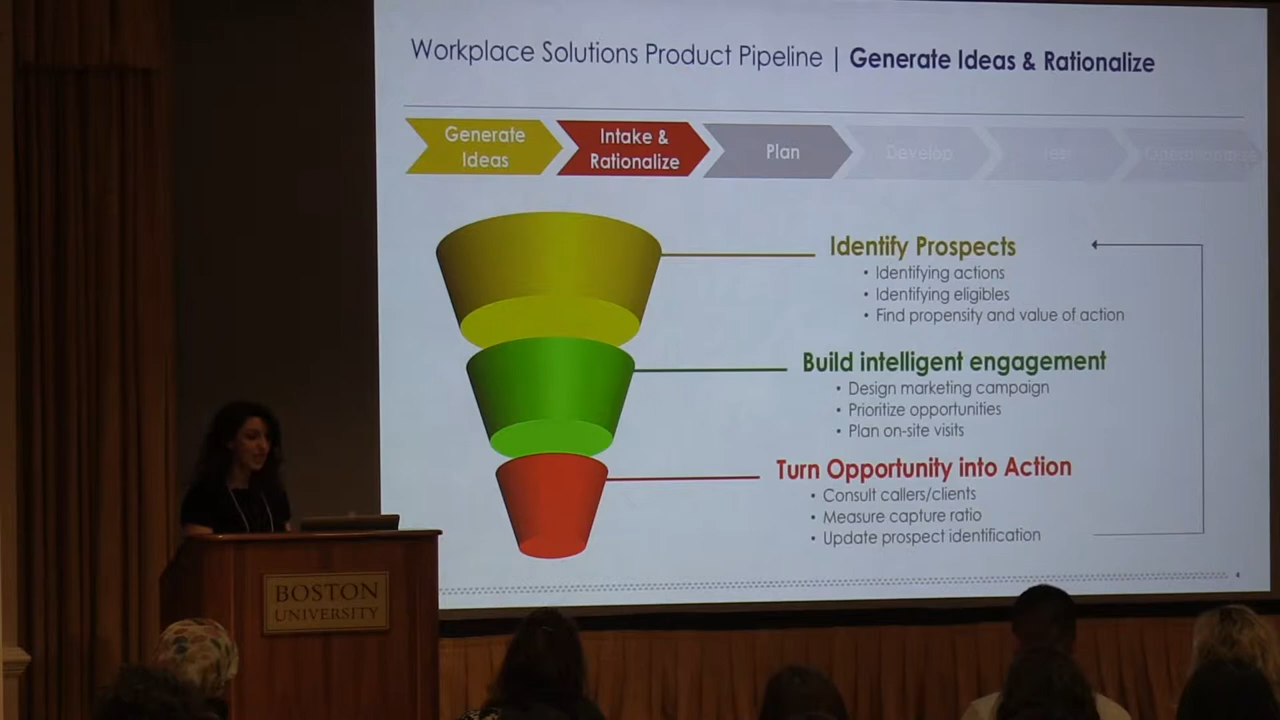 Workplace Solutions Product Pipeline | Generate Ideas & Rationalize
Generate
Ideas
Intake &
Rationalize
Plan
Develop
Identify Prospects
• Identifying actions
• Identifying eligibles
• Find propensity and value of action
Build intelligent engagement
• Design marketing campaign
• Prioritize opportunities
• Plan on-site visits
Turn Opportunity into Action
• Consult callers/clients
• Measure capture ratio
• Update prospect identification
BOSTON
UNIVERSITY